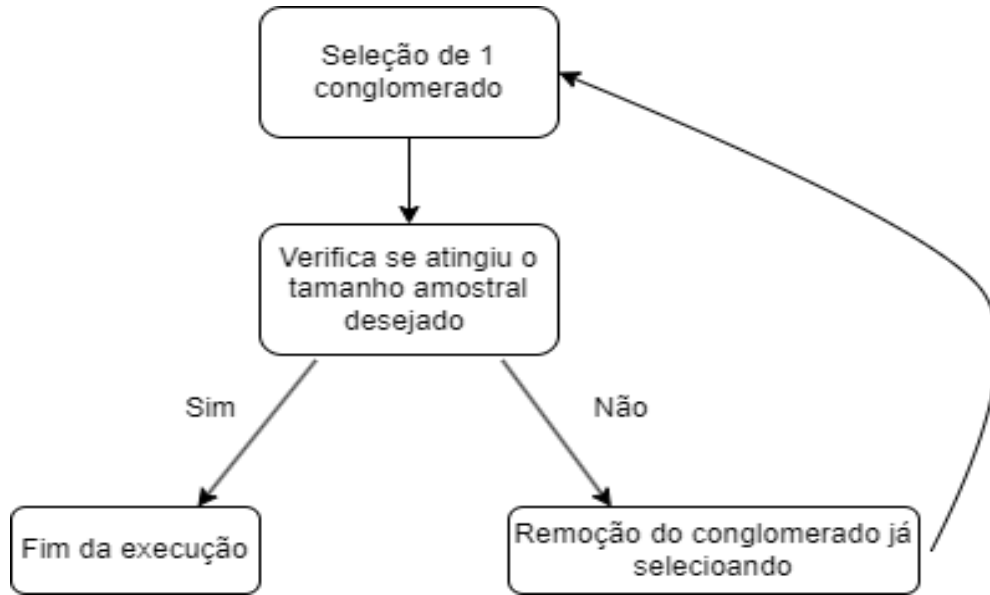 Seleção de 1
conglomerado
Verifica se atingiu o
tamanho amostral
desejado
Sim
Não
Fim da execução
Remoção do conglomerado já
selecioando